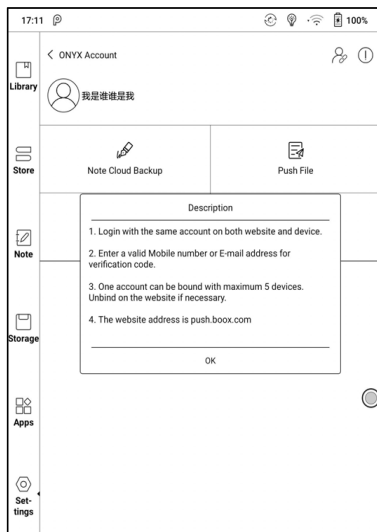 17:11
100%
ONYX Account
Library
我是谁谁是我
Store
Note Cloud Backup
Push File
Description
1. Login with the same account on both website and device.
2. Enter a valid Mobile number or E-mail address for
verification code.
3. One account can be bound with maximum 5 devices.
Unbind on the website if necessary.
4. The website address is push.boox.com
OK
Note
Storage
Apps
Set-
tings